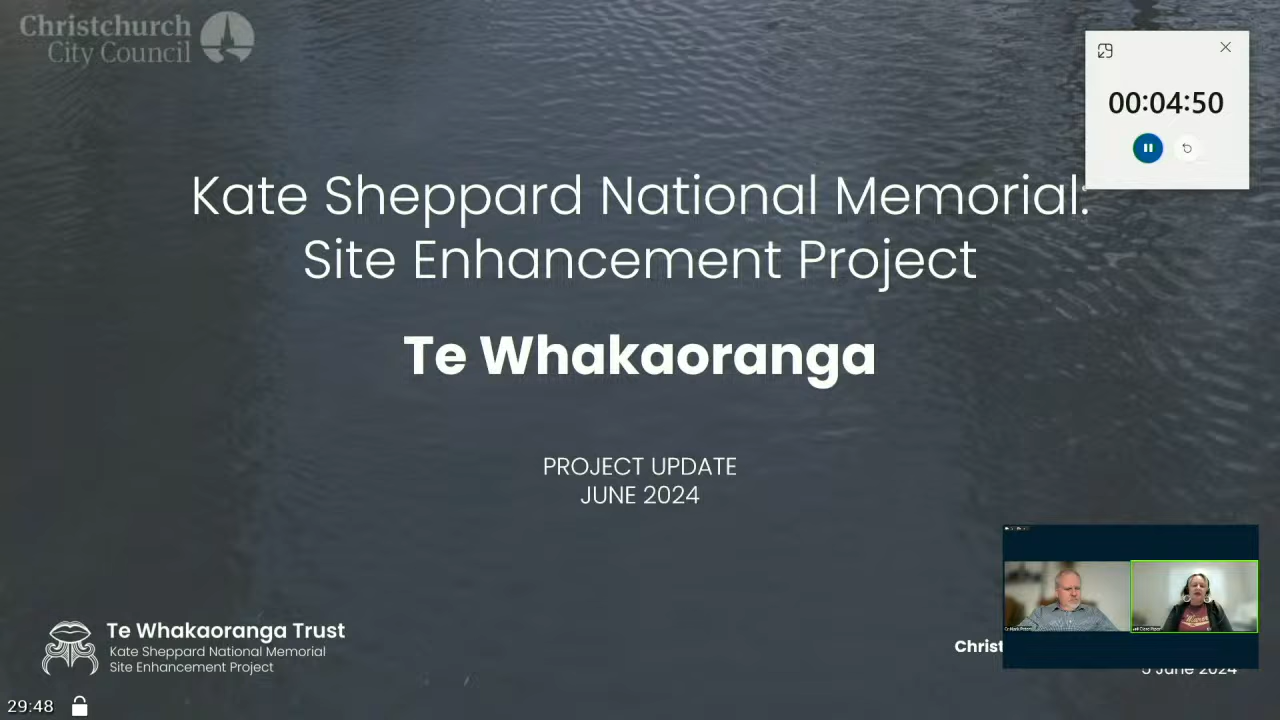 Christchurch
City Council
00:04:50
Kate Sheppard National Memorial:
Site Enhancement Project
Te Whakaoranga
PROJECT UPDATE
JUNE 2024
Te Whakaoranga Trust
Kate Sheppard National Memorial
Site Enhancement Project
Christ
5 June 2024
29:48